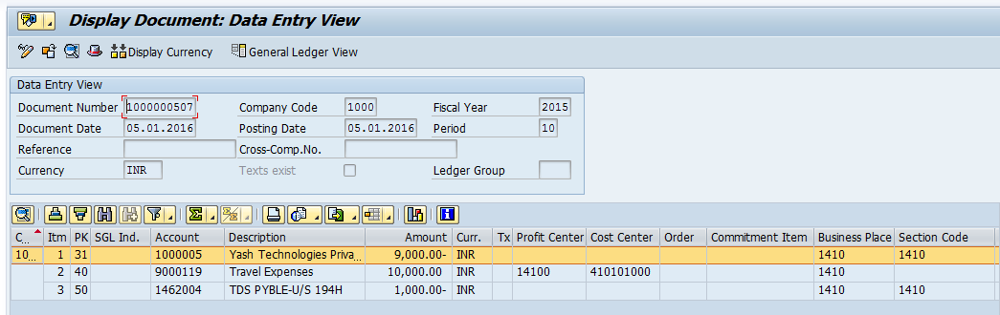 Display Document: Data Entry View
Display Currency General Ledger View
Data Entry View
Document Number 1000000507 Company Code 1000 Fiscal Year 2015
Document Date 05.01.2016 Posting Date 05.01.2016 Period 10
Reference Cross-Comp.No.
Currency INR Texts exist Ledger Group
C... Itm PK SGL Ind. Account Description Amount Curr. Tx Profit Center Cost Center Order Commitment Item Business Place Section Code
10... 1 31 1000005 Yash Technologies Priva... 9,000.00- INR 1410 1410
2 40 9000119 Travel Expenses 10,000.00 INR 14100 410101000 1410
3 50 1462004 TDS PYBLE-U/S 194H 1,000.00- INR 1410 1410